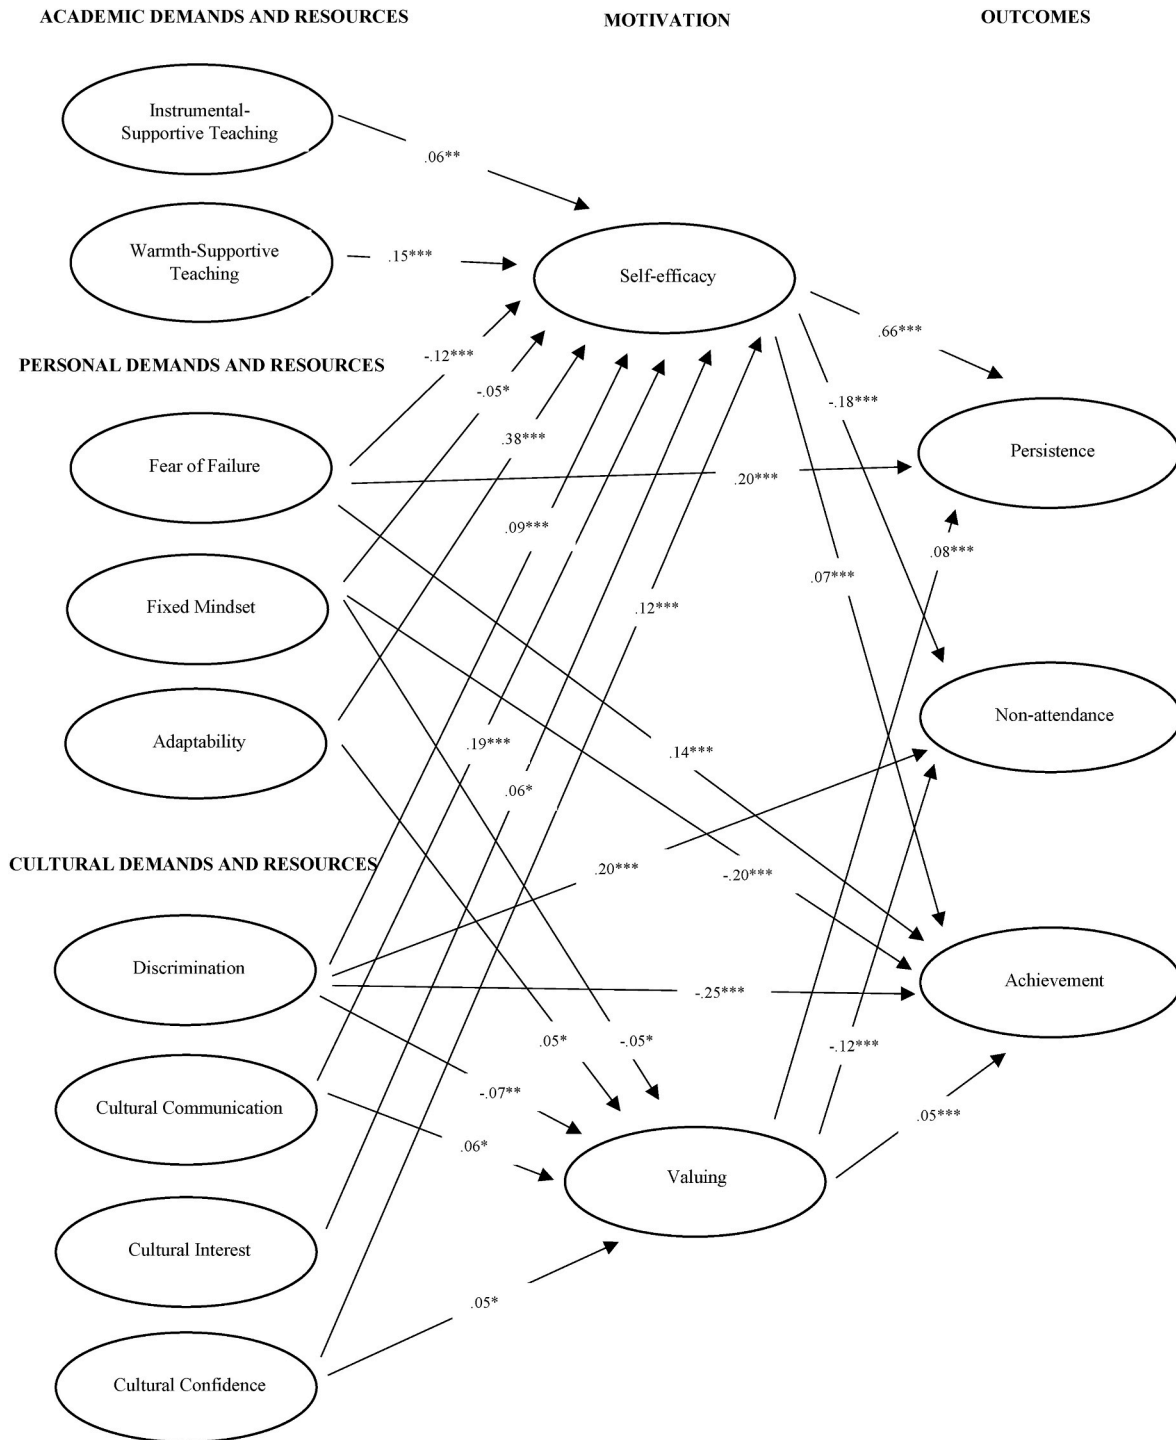 ACADEMIC DEMANDS AND RESOURCES
MOTIVATION
OUTCOMES
Instrumental-
Supportive Teaching
.06**
Warmth-Supportive
Teaching
.15***
Self-efficacy
.66***
-.12***
PERSONAL DEMANDS AND RESOURCES
-.05*
-.18***
.38***
Fear of Failure
Persistence
.20***
.09***
.08***
.07***
Fixed Mindset
.12***
Non-attendance
Adaptability
.19***
.14***
.06*
CULTURAL DEMANDS AND RESOURCES
.20***
-.20***
Discrimination
Achievement
-.25***
.05*
-.05*
-.12***
-.07**
Cultural Communication
.05***
.06*
Valuing
Cultural Interest
.05*
Cultural Confidence